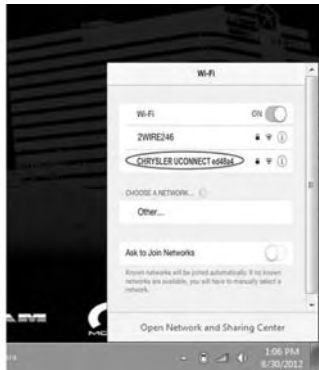 Wi-Fi
Wi-Fi ON
2WIRE246
CHRYSLER UCONNECT ed48a4
CHOOSE A NETWORK...
Other...
Ask to Join Networks
Known networks will be joined automatically. If no known
networks are available, you will have to manually select a
network.
Open Network and Sharing Center
1:06 PM
8/30/2012